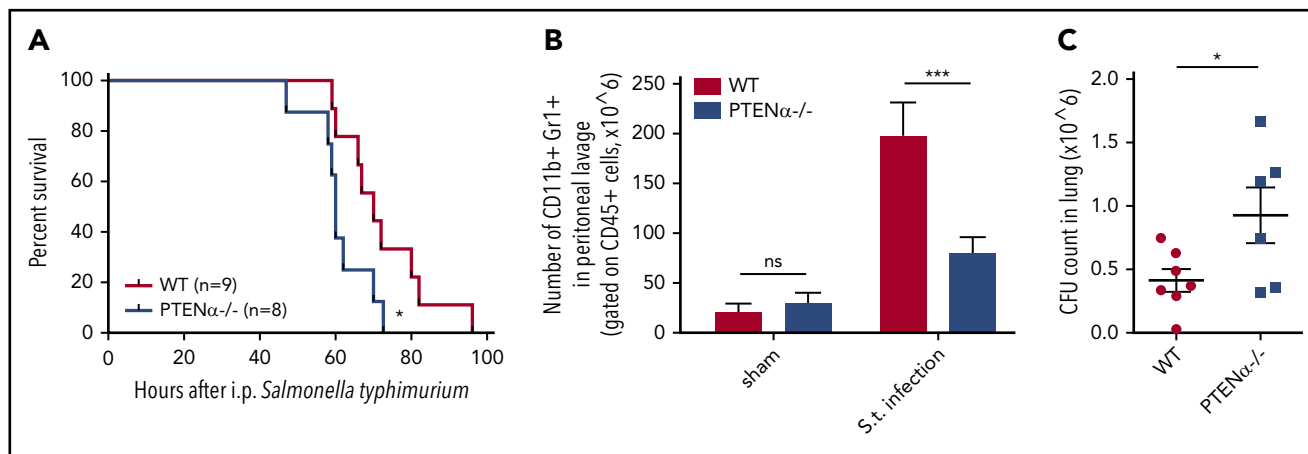 A
Percent survival
100
80
60
40
20
0
WT (n=9)
PTENα-/- (n=8)
*
0 20 40 60 80 100
Hours after i.p. Salmonella typhimurium
B
Number of CD11b+ Gr1+
in peritoneal lavage
(gated on CD45+ cells, x10^6)
250
200
150
100
50
0
WT
PTENα-/-
ns
***
sham
S.t. infection
C
CFU count in lung (x10^6)
2.0
1.5
1.0
0.5
0.0
*
WT
PTENα-/-